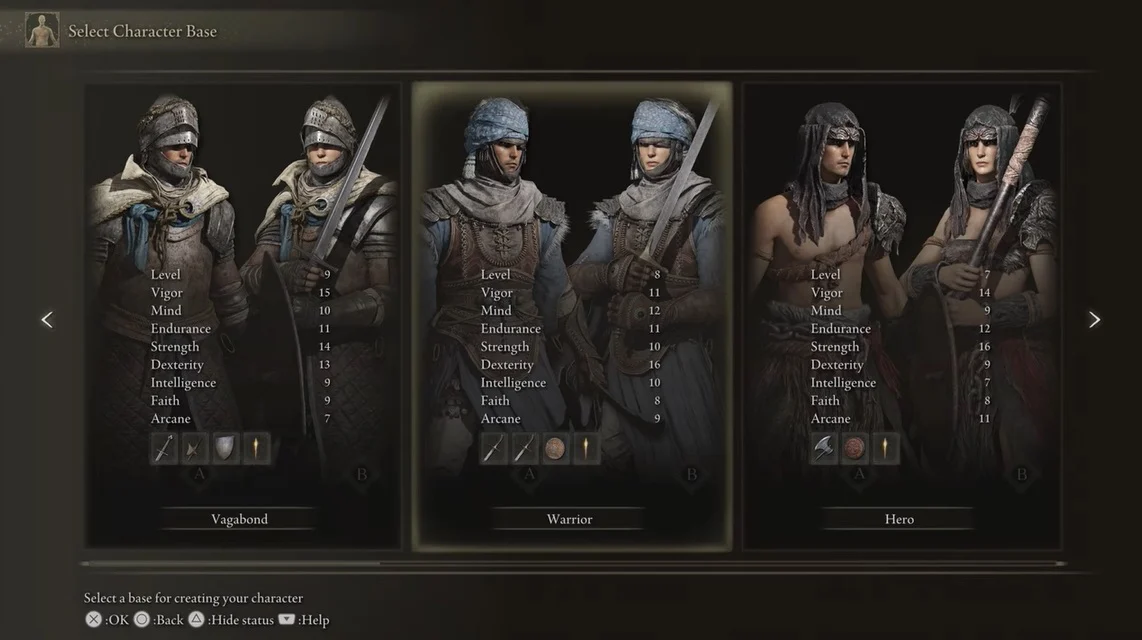 Select Character Base
Level 9
Vigor 15
Mind 10
Endurance 11
Strength 14
Dexterity 13
Intelligence 9
Faith 9
Arcane 7
A B
Vagabond
Level 8
Vigor 11
Mind 12
Endurance 11
Strength 10
Dexterity 16
Intelligence 10
Faith 8
Arcane 9
A B
Warrior
Level 7
Vigor 14
Mind 9
Endurance 12
Strength 16
Dexterity 9
Intelligence 7
Faith 8
Arcane 11
A B
Hero
Select a base for creating your character
:OK :Back :Hide status :Help